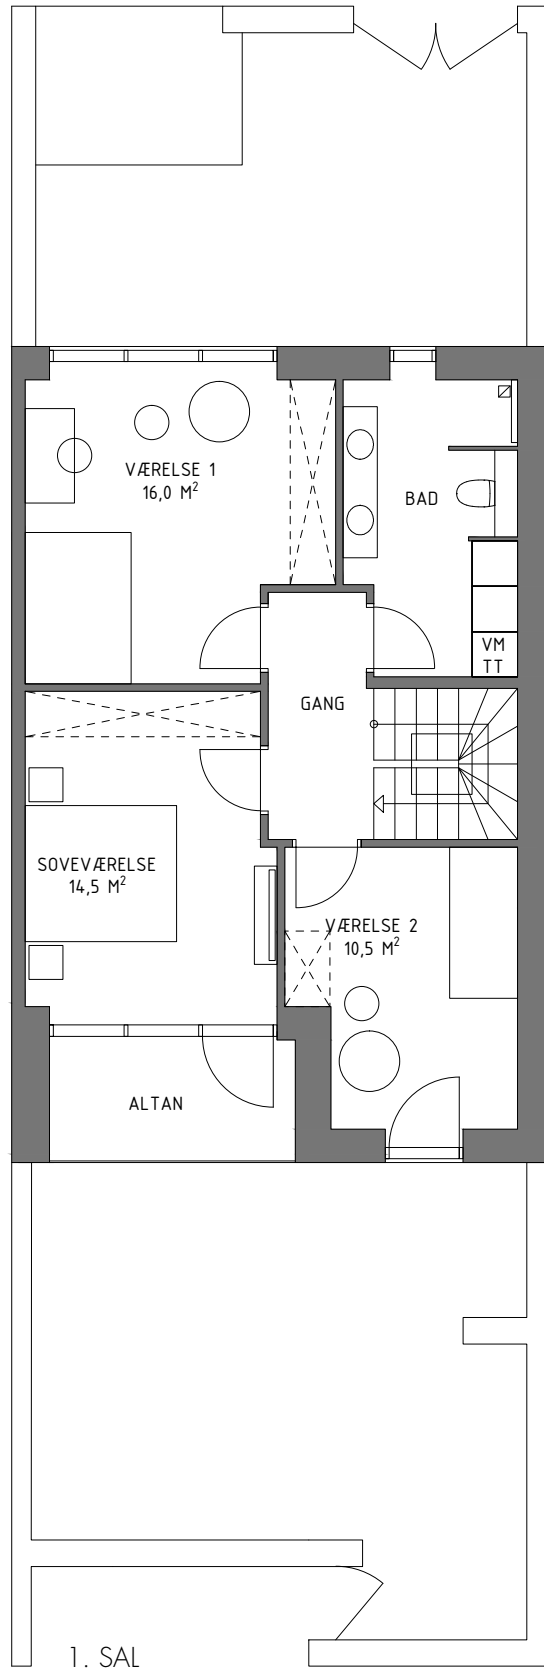 VÆRELSE 1
16,0 M²
BAD
VM
TT
GANG
SOVEVÆRELSE
14,5 M²
VÆRELSE 2
10,5 M²
ALTAN
1. SAL